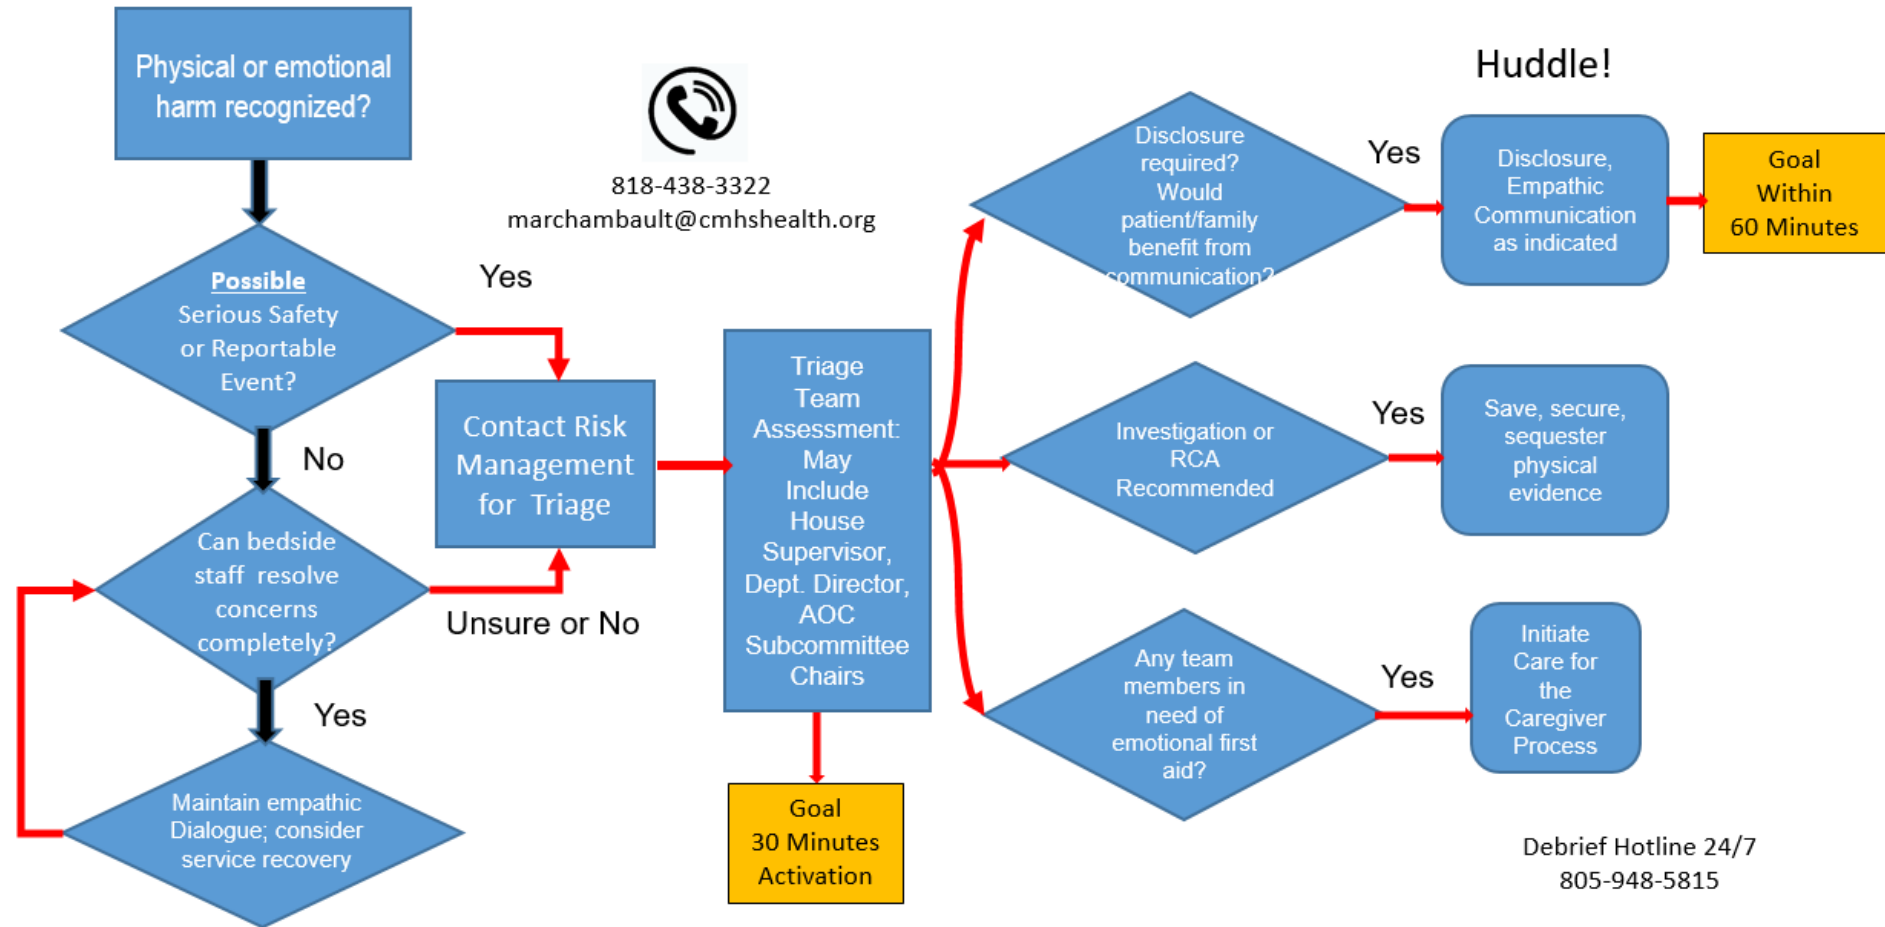 Physical or emotional
harm recognized?
818-438-3322
marchambault@cmhshealth.org
Possible
Serious Safety
or Reportable
Event?
Yes
No
Can bedside
staff resolve
concerns
completely?
Unsure or No
Yes
Maintain empathic
Dialogue; consider
service recovery
Contact Risk
Management
for Triage
Triage
Team
Assessment:
May
Include
House
Supervisor,
Dept. Director,
AOC
Subcommittee
Chairs
Goal
30 Minutes
Activation
Huddle!
Disclosure
required?
Would
patient/family
benefit from
communication?
Yes
Disclosure,
Empathic
Communication
as indicated
Goal
Within
60 Minutes
Investigation or
RCA
Recommended
Yes
Save, secure,
sequester
physical
evidence
Any team
members in
need of
emotional first
aid?
Yes
Initiate
Care for
the
Caregiver
Process
Debrief Hotline 24/7
805-948-5815